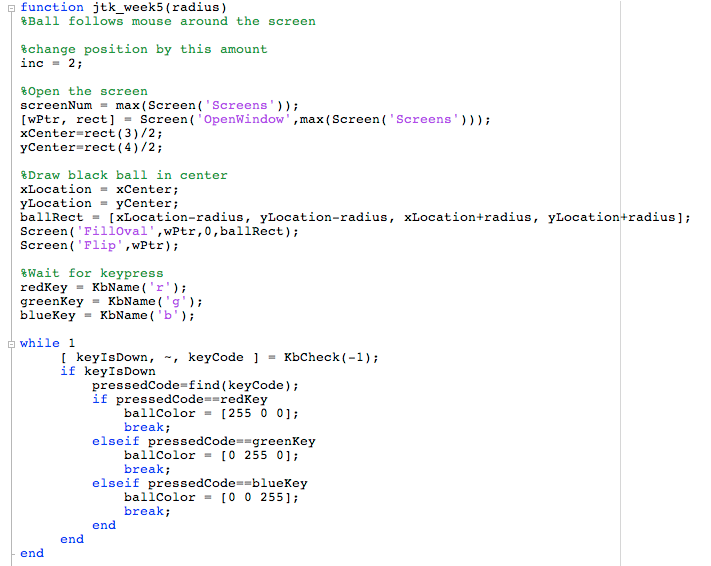 function jtk_week5(radius)
%Ball follows mouse around the screen
%change position by this amount
inc = 2;
%Open the screen
screenNum = max(Screen('Screens'));
[wPtr, rect] = Screen('OpenWindow',max(Screen('Screens')));
xCenter=rect(3)/2;
yCenter=rect(4)/2;
%Draw black ball in center
xLocation = xCenter;
yLocation = yCenter;
ballRect = [xLocation-radius, yLocation-radius, xLocation+radius, yLocation+radius];
Screen('FillOval',wPtr,0,ballRect);
Screen('Flip',wPtr);
%Wait for keypress
redKey = KbName('r');
greenKey = KbName('g');
blueKey = KbName('b');
while 1
[ keyIsDown, ~, keyCode ] = KbCheck(-1);
if keyIsDown
pressedCode=find(keyCode);
if pressedCode==redKey
ballColor = [255 0 0];
break;
elseif pressedCode==greenKey
ballColor = [0 255 0];
break;
elseif pressedCode==blueKey
ballColor = [0 0 255];
break;
end
end
end